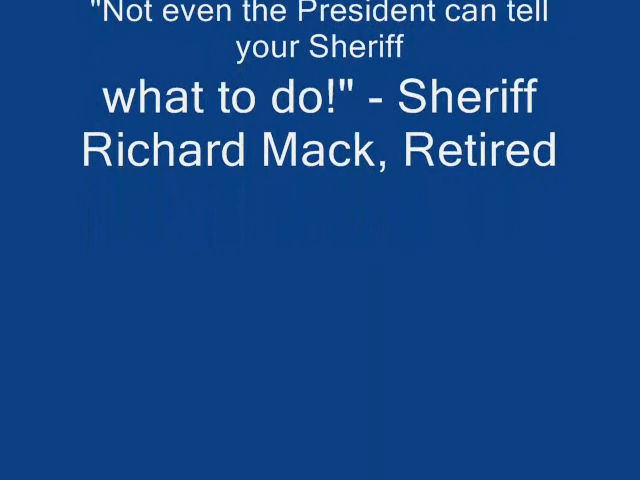 "Not even the President can tell
your Sheriff
what to do!" - Sheriff
Richard Mack, Retired